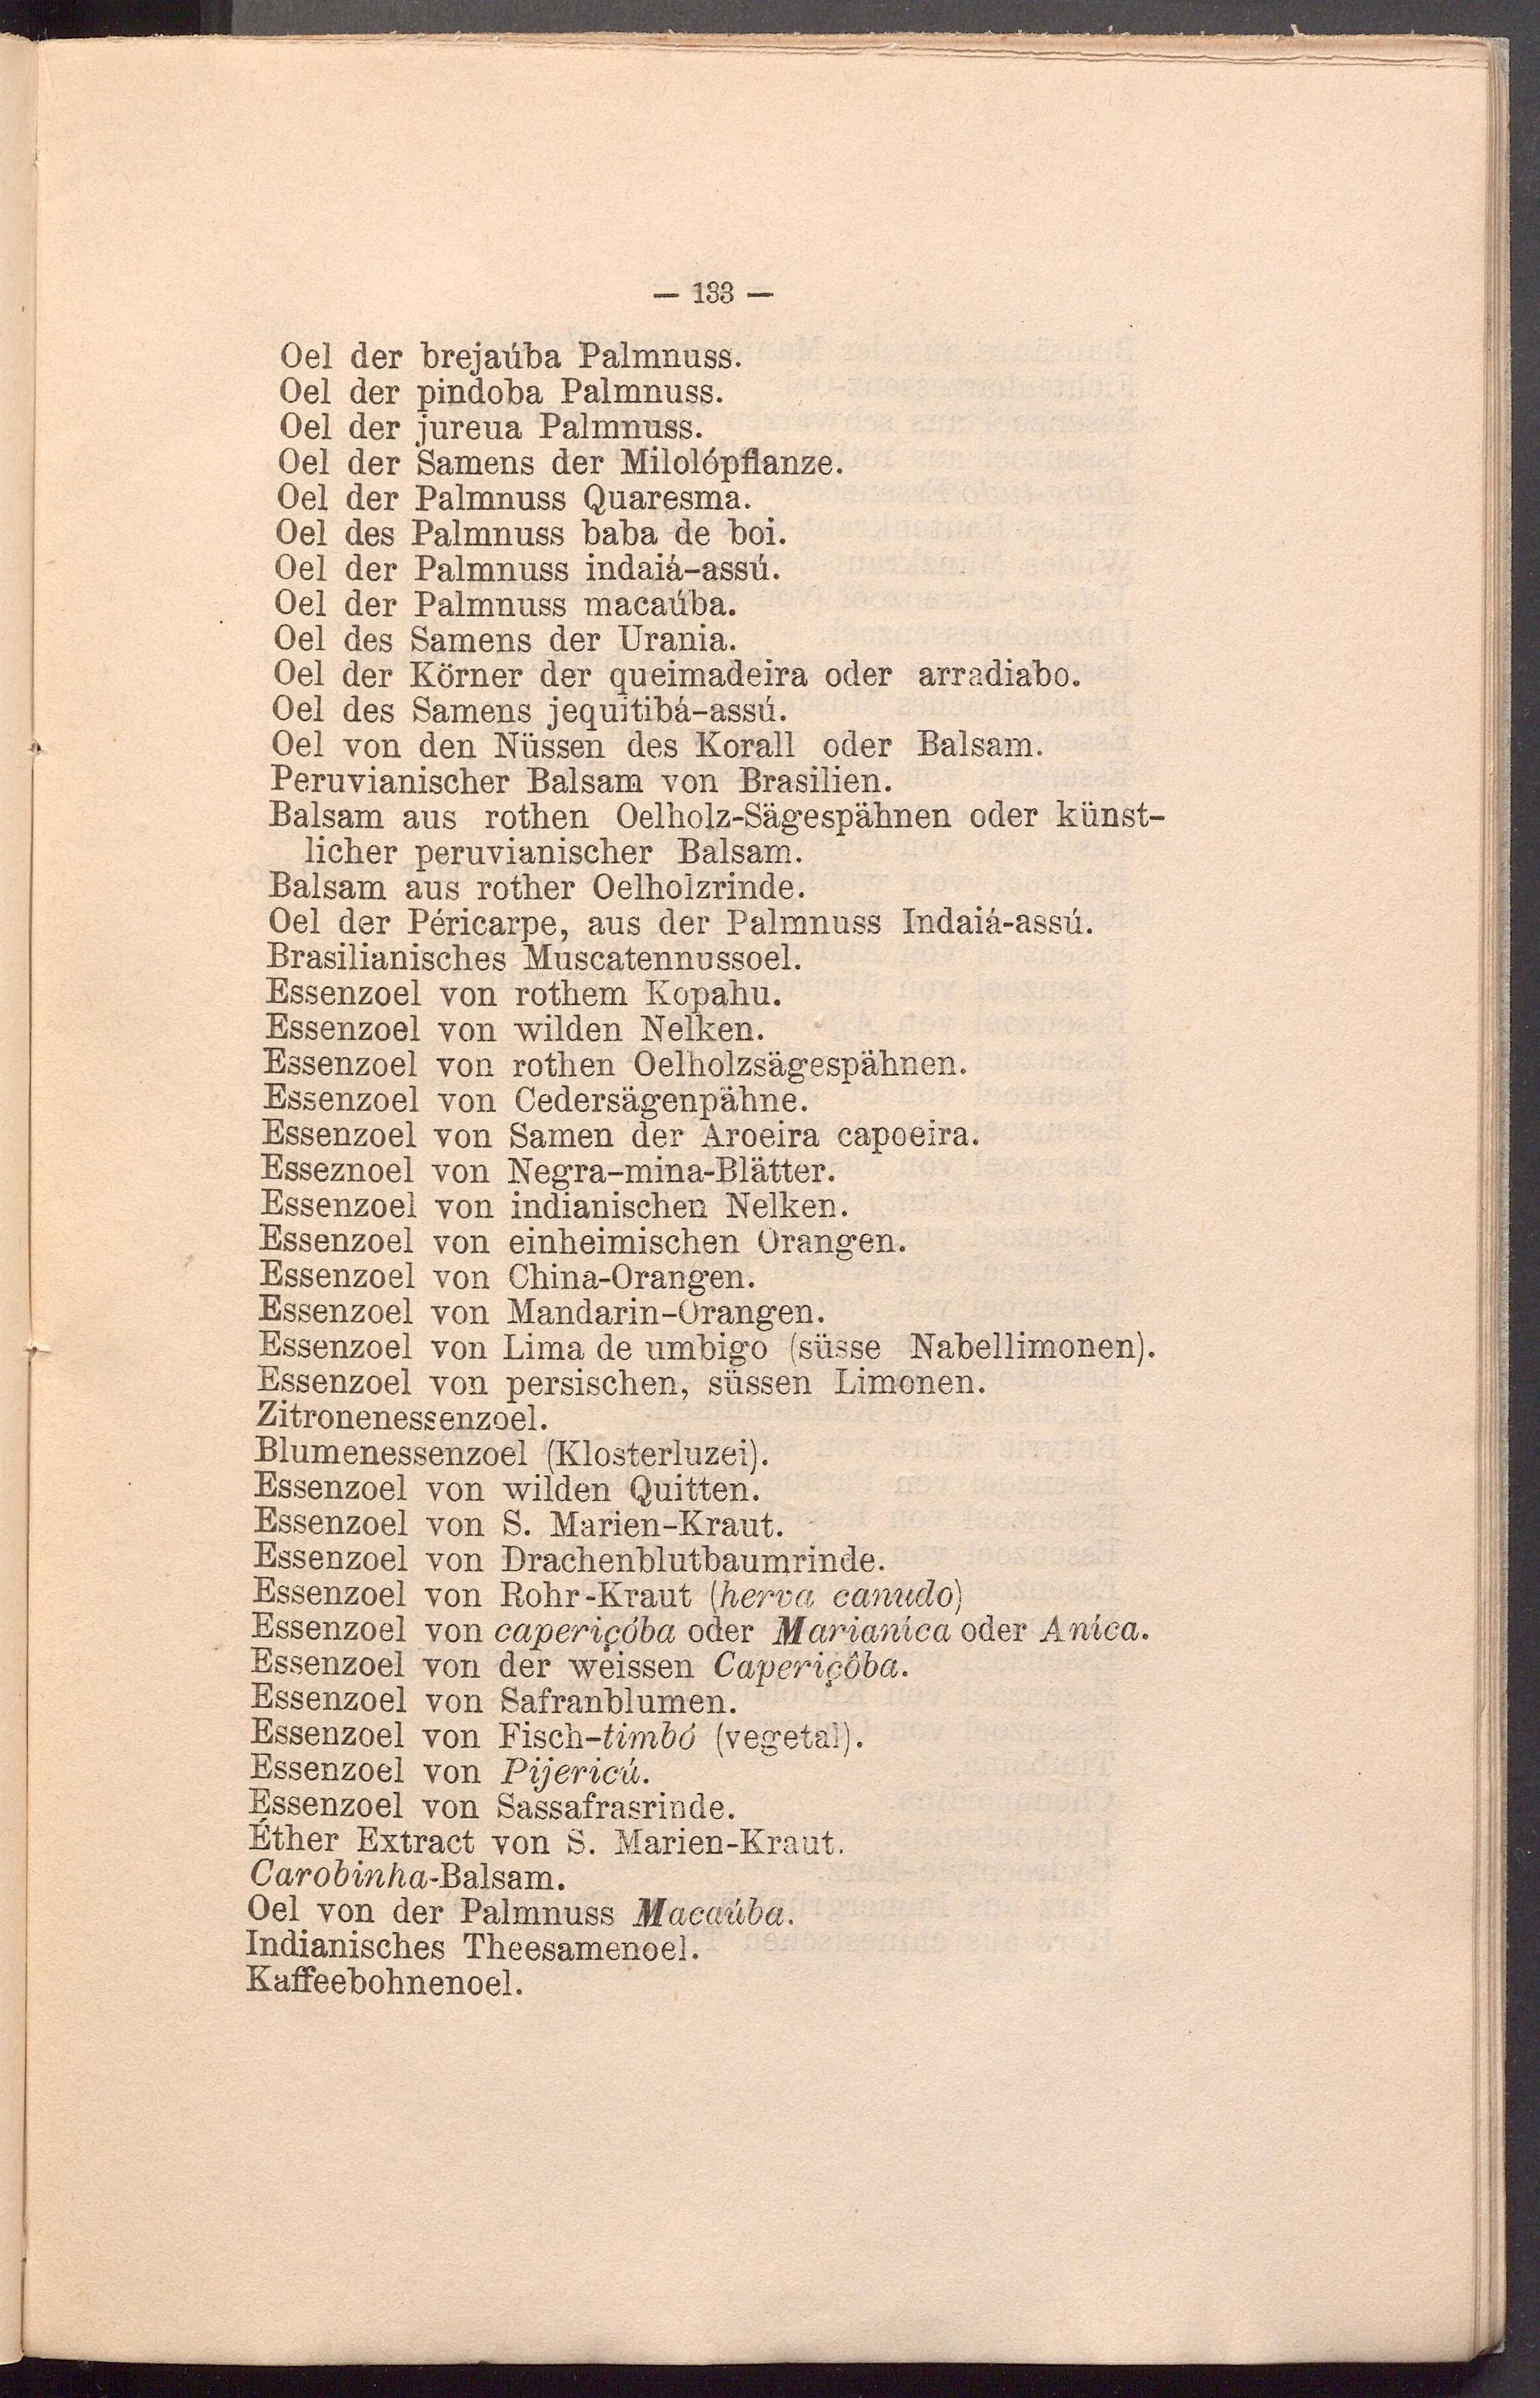 — 133 —
Oel der brejaúba Palmnuss.
Oel der pindoba Palmnuss.
Oel der jureua Palmnuss.
Oel der Samens der Milolópflanze.
Oel der Palmnuss Quaresma.
Oel des Palmnuss baba de boi.
Oel der Palmnuss indaiá-assú.
Oel der Palmnuss macaúba.
Oel des Samens der Urania.
Oel der Körner der queimadeira oder arradiabo.
Oel des Samens jequitibá-assú.
Oel von den Nüssen des Korall oder Balsam.
Peruvianischer Balsam von Brasilien.
Balsam aus rothen Oelholz-Sägespähnen oder künst-
licher peruvianischer Balsam.
Balsam aus rother Oelholzrinde.
Oel der Péricarpe, aus der Palmnuss Indaiá-assú.
Brasilianisches Muscatennussoel.
Essenzoel von rothem Kopahu.
Essenzoel von wilden Nelken.
Essenzoel von rothen Oelholzsägespähnen.
Essenzoel von Cedersägenpähne.
Essenzoel von Samen der Aroeira capoeira.
Esseznoel von Negra-mina-Blätter.
Essenzoel von indianischen Nelken.
Essenzoel von einheimischen Orangen.
Essenzoel von China-Orangen.
Essenzoel von Mandarin-Orangen.
Essenzoel von Lima de umbigo (süsse Nabellimonen).
Essenzoel von persischen, süssen Limonen.
Zitronenessenzoel.
Blumenessenzoel (Klosterluzei).
Essenzoel von wilden Quitten.
Essenzoel von S. Marien-Kraut.
Essenzoel von Drachenblutbaumrinde.
Essenzoel von Rohr-Kraut (herva canudo)
Essenzoel von caperiçóba oder Marianíca oder Aníca.
Essenzoel von der weissen Caperiçôba.
Essenzoel von Safranblumen.
Essenzoel von Fisch-timbó (vegetal).
Essenzoel von Pijericú.
Essenzoel von Sassafrasrinde.
Éther Extract von S. Marien-Kraut.
Carobinha-Balsam.
Oel von der Palmnuss Macaúba.
Indianisches Theesamenoel.
Kaffeebohnenoel.